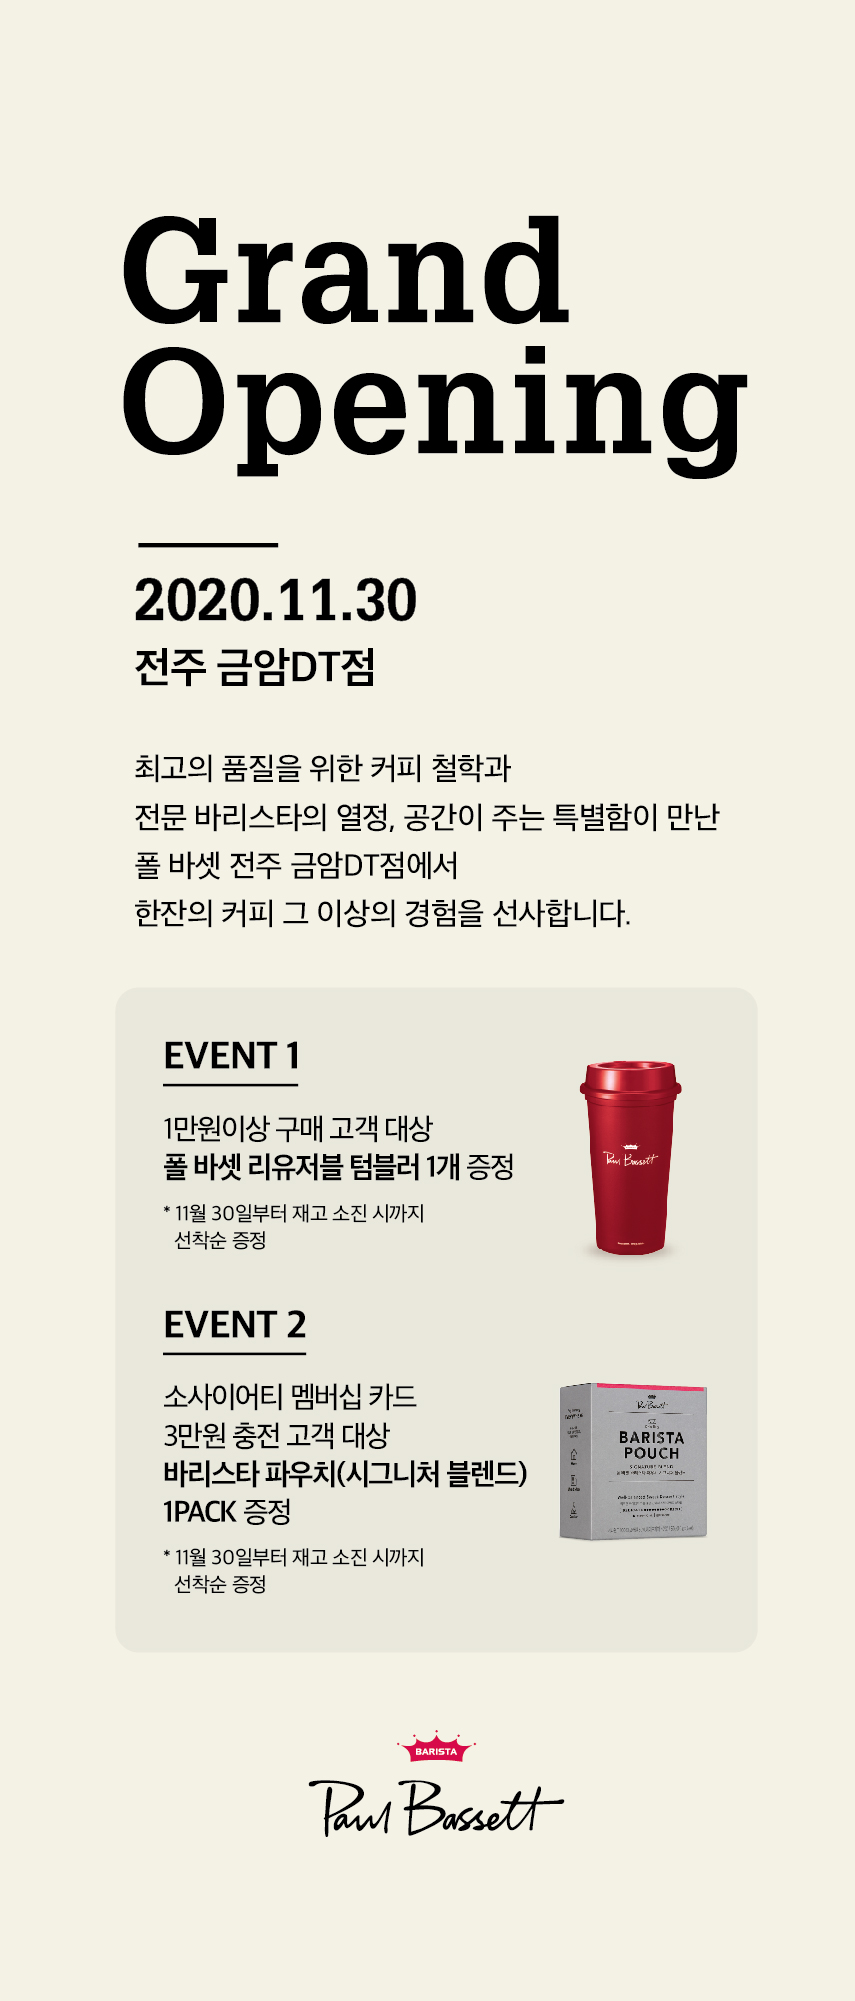 Grand
Opening
2020.11.30
전주 금암DT점
최고의 품질을 위한 커피 철학과
전문 바리스타의 열정, 공간이 주는 특별함이 만난
폴 바셋 전주 금암DT점에서
한잔의 커피 그 이상의 경험을 선사합니다.
EVENT 1
1만원이상 구매 고객 대상
폴 바셋 리유저블 텀블러 1개 증정
* 11월 30일부터 재고 소진 시까지
선착순 증정
Paul Bassett
EVENT 2
소사이어티 멤버십 카드
3만원 충전 고객 대상
바리스타 파우치(시그니처 블렌드)
1PACK 증정
* 11월 30일부터 재고 소진 시까지
선착순 증정
Paul Bassett
BARISTA
POUCH
SIGNATURE BLEND
BARISTA
Paul Bassett